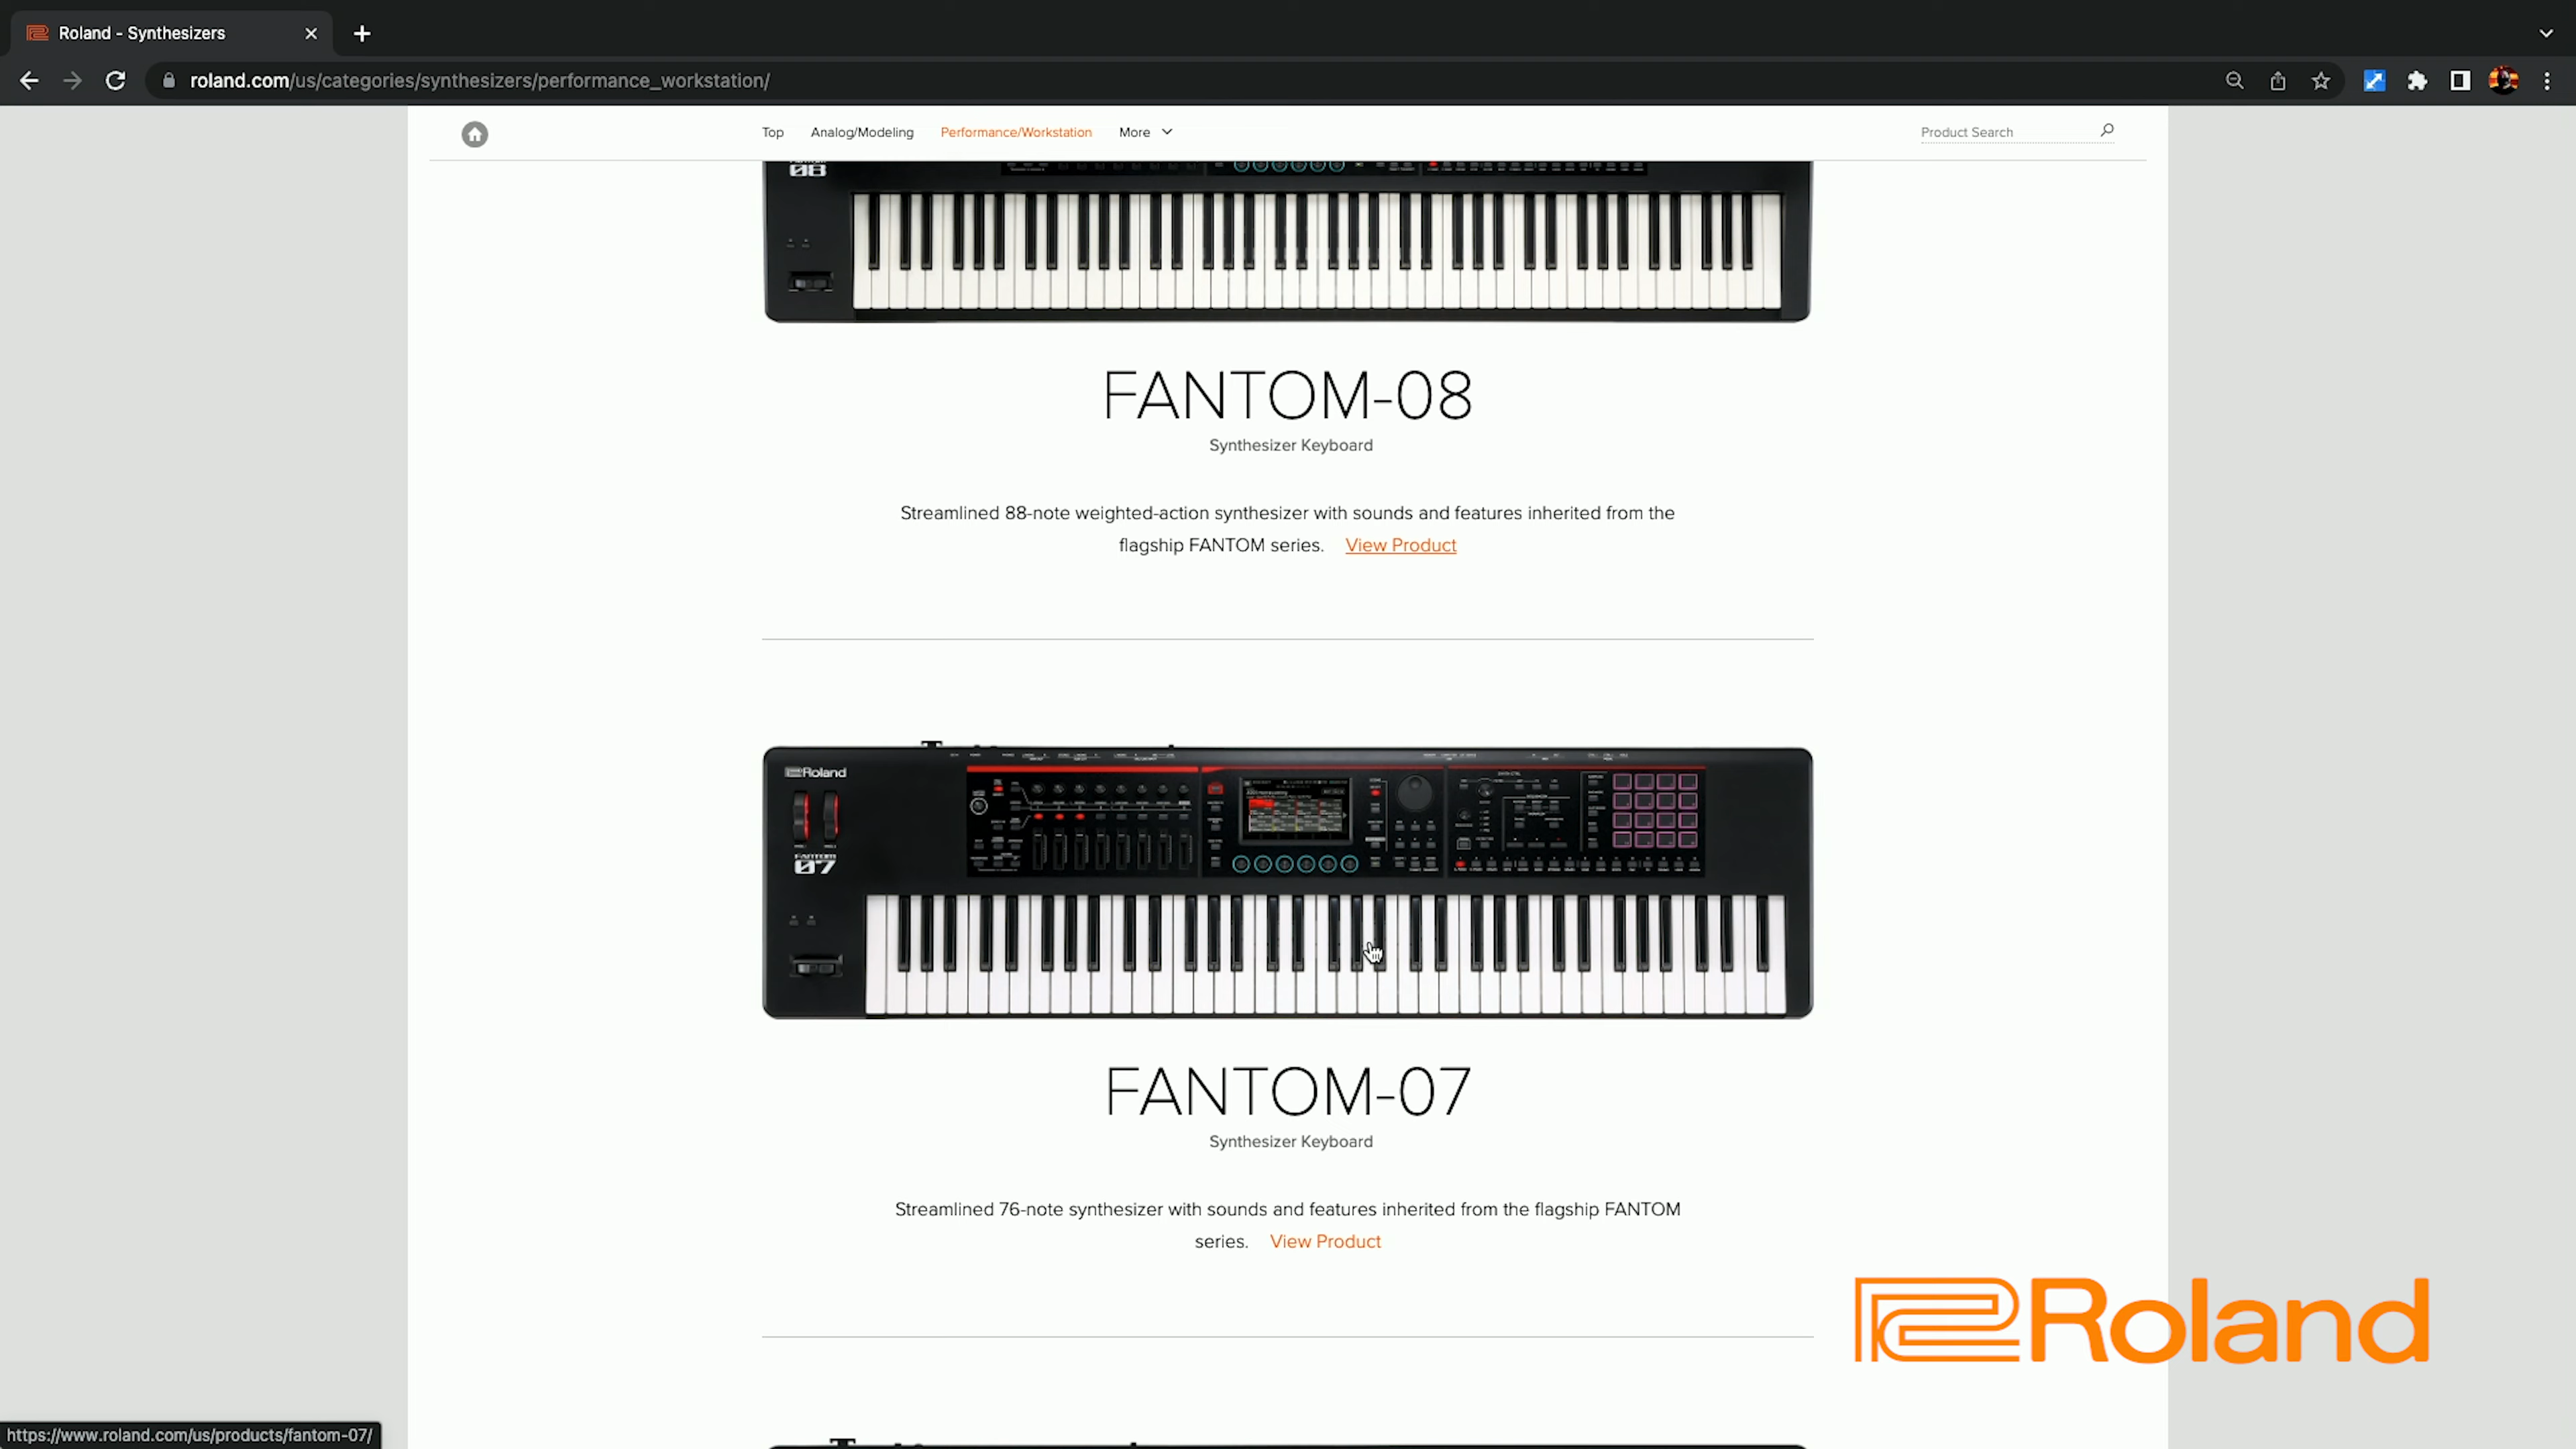 Roland - Synthesizers
roland.com/us/categories/synthesizers/performance_workstation/
Top Analog/Modeling Performance/Workstation More Product Search
08
FANTOM-08
Synthesizer Keyboard
Streamlined 88-note weighted-action synthesizer with sounds and features inherited from the
flagship FANTOM series. View Product
Roland
FANTOM
07
FANTOM-07
Synthesizer Keyboard
Streamlined 76-note synthesizer with sounds and features inherited from the flagship FANTOM
series. View Product
Roland
https://www.roland.com/us/products/fantom-07/